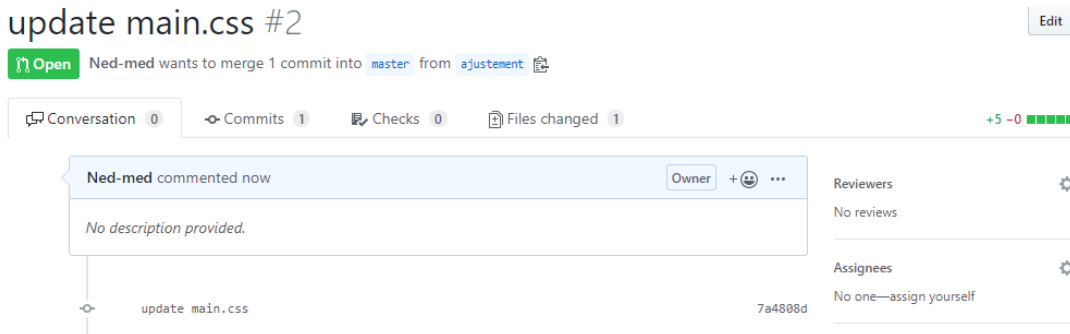 update main.css #2
Edit
Open
Ned-med wants to merge 1 commit into master from ajustement
Conversation 0
Commits 1
Checks 0
Files changed 1
+5 −0
Ned-med commented now
Owner
+
No description provided.
update main.css
7a4808d
Reviewers
No reviews
Assignees
No one—assign yourself